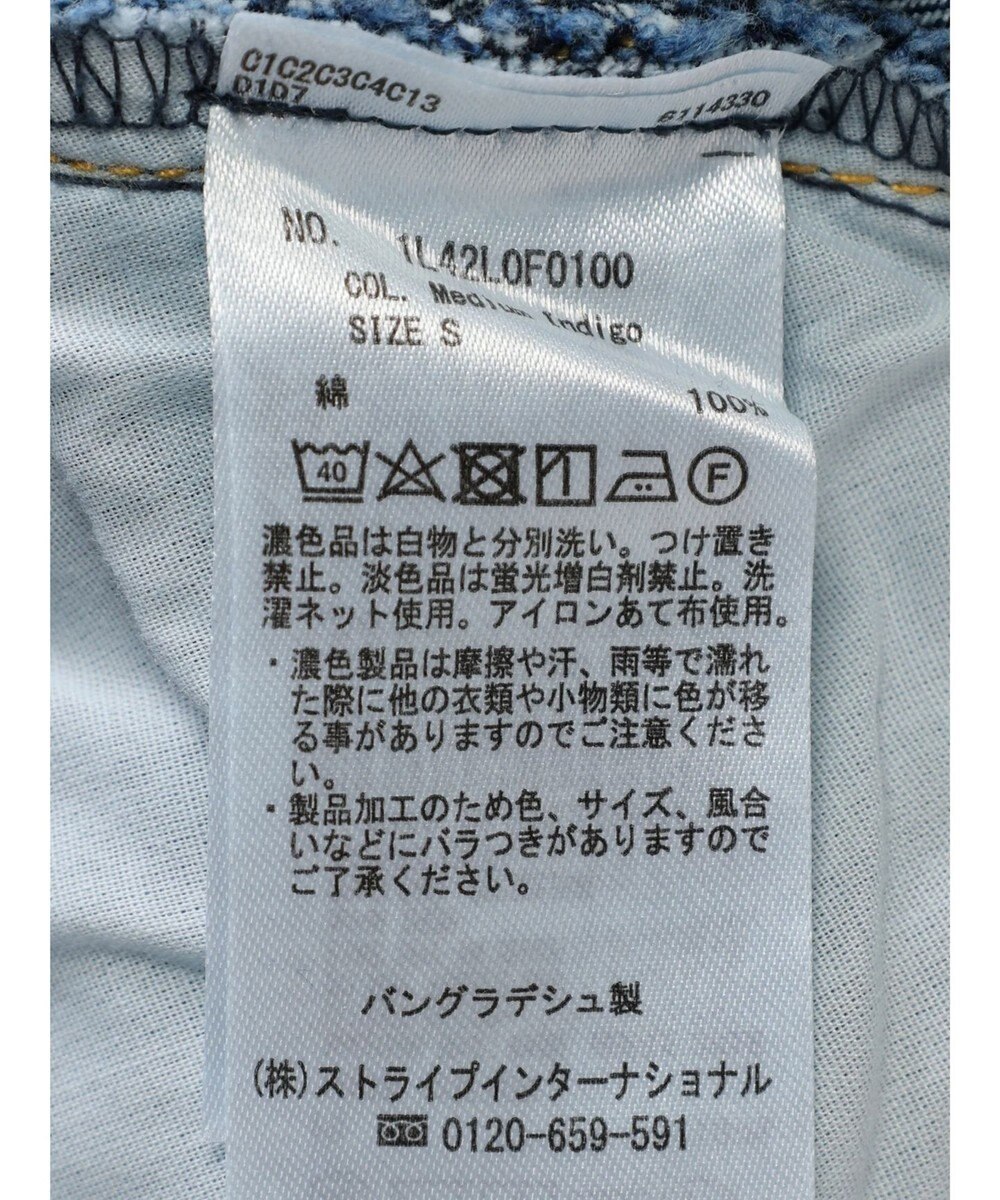 C1C2C3C4C13
D1D7
6114330
NO. 1L42L0F0100
COL. Medium Indigo
SIZE S
綿 100%
40
F
濃色品は白物と分別洗い。つけ置き
禁止。淡色品は蛍光増白剤禁止。洗
濯ネット使用。アイロンあて布使用。
・濃色製品は摩擦や汗、雨等で濡れ
た際に他の衣類や小物類に色が移
る事がありますのでご注意くださ
い。
・製品加工のため色、サイズ、風合
いなどにバラつきがありますので
ご了承ください。
バングラデシュ製
(株)ストライプインターナショナル
0120-659-591